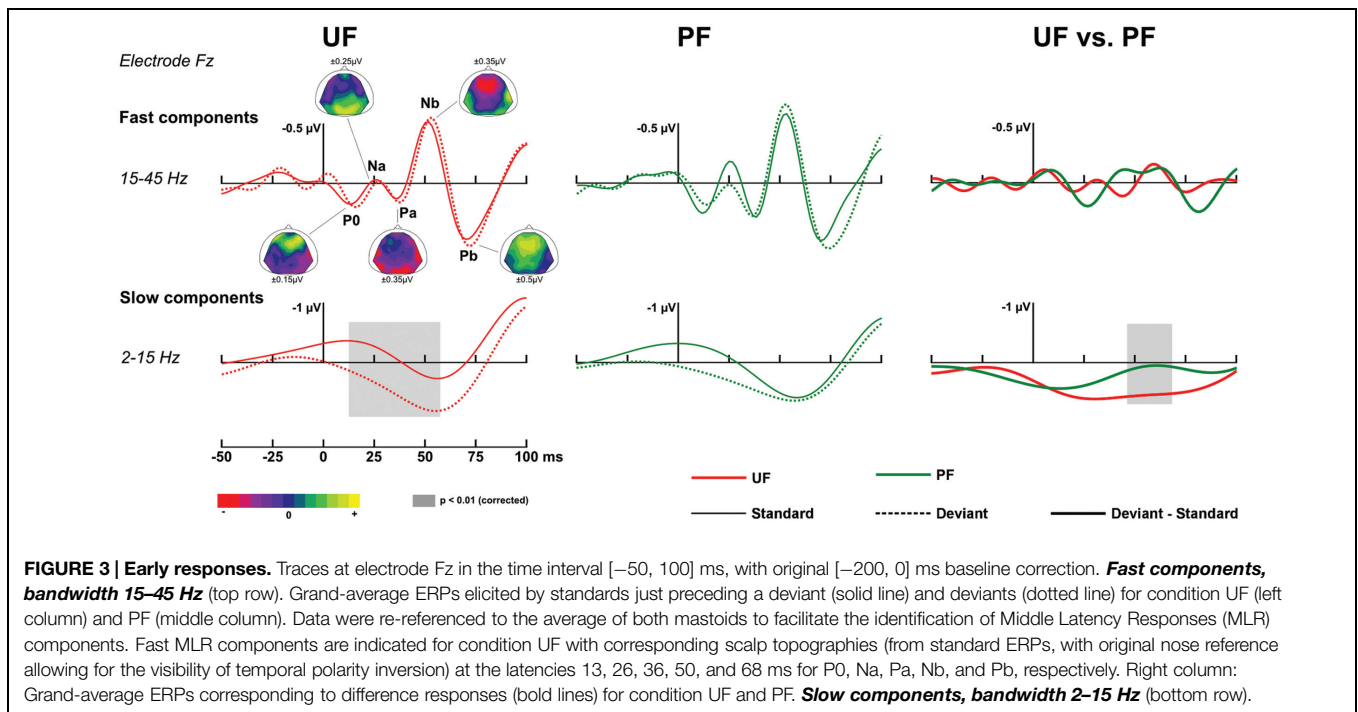 UF
PF
UF vs. PF
Electrode Fz
±0.25µV
±0.35µV
Fast components
-0.5 µV
Nb
-0.5 µV
-0.5 µV
Na
15-45 Hz
P0
Pa
Pb
±0.15µV
±0.35µV
±0.5µV
Slow components
-1 µV
-1 µV
-1 µV
2-15 Hz
-50 -25 0 25 50 75 100 ms
UF
PF
- 0 +
p < 0.01 (corrected)
Standard
Deviant
Deviant - Standard
FIGURE 3 | Early responses. Traces at electrode Fz in the time interval [−50, 100] ms, with original [−200, 0] ms baseline correction. Fast components,
bandwidth 15–45 Hz (top row). Grand-average ERPs elicited by standards just preceding a deviant (solid line) and deviants (dotted line) for condition UF (left
column) and PF (middle column). Data were re-referenced to the average of both mastoids to facilitate the identification of Middle Latency Responses (MLR)
components. Fast MLR components are indicated for condition UF with corresponding scalp topographies (from standard ERPs, with original nose reference
allowing for the visibility of temporal polarity inversion) at the latencies 13, 26, 36, 50, and 68 ms for P0, Na, Pa, Nb, and Pb, respectively. Right column:
Grand-average ERPs corresponding to difference responses (bold lines) for condition UF and PF. Slow components, bandwidth 2–15 Hz (bottom row).